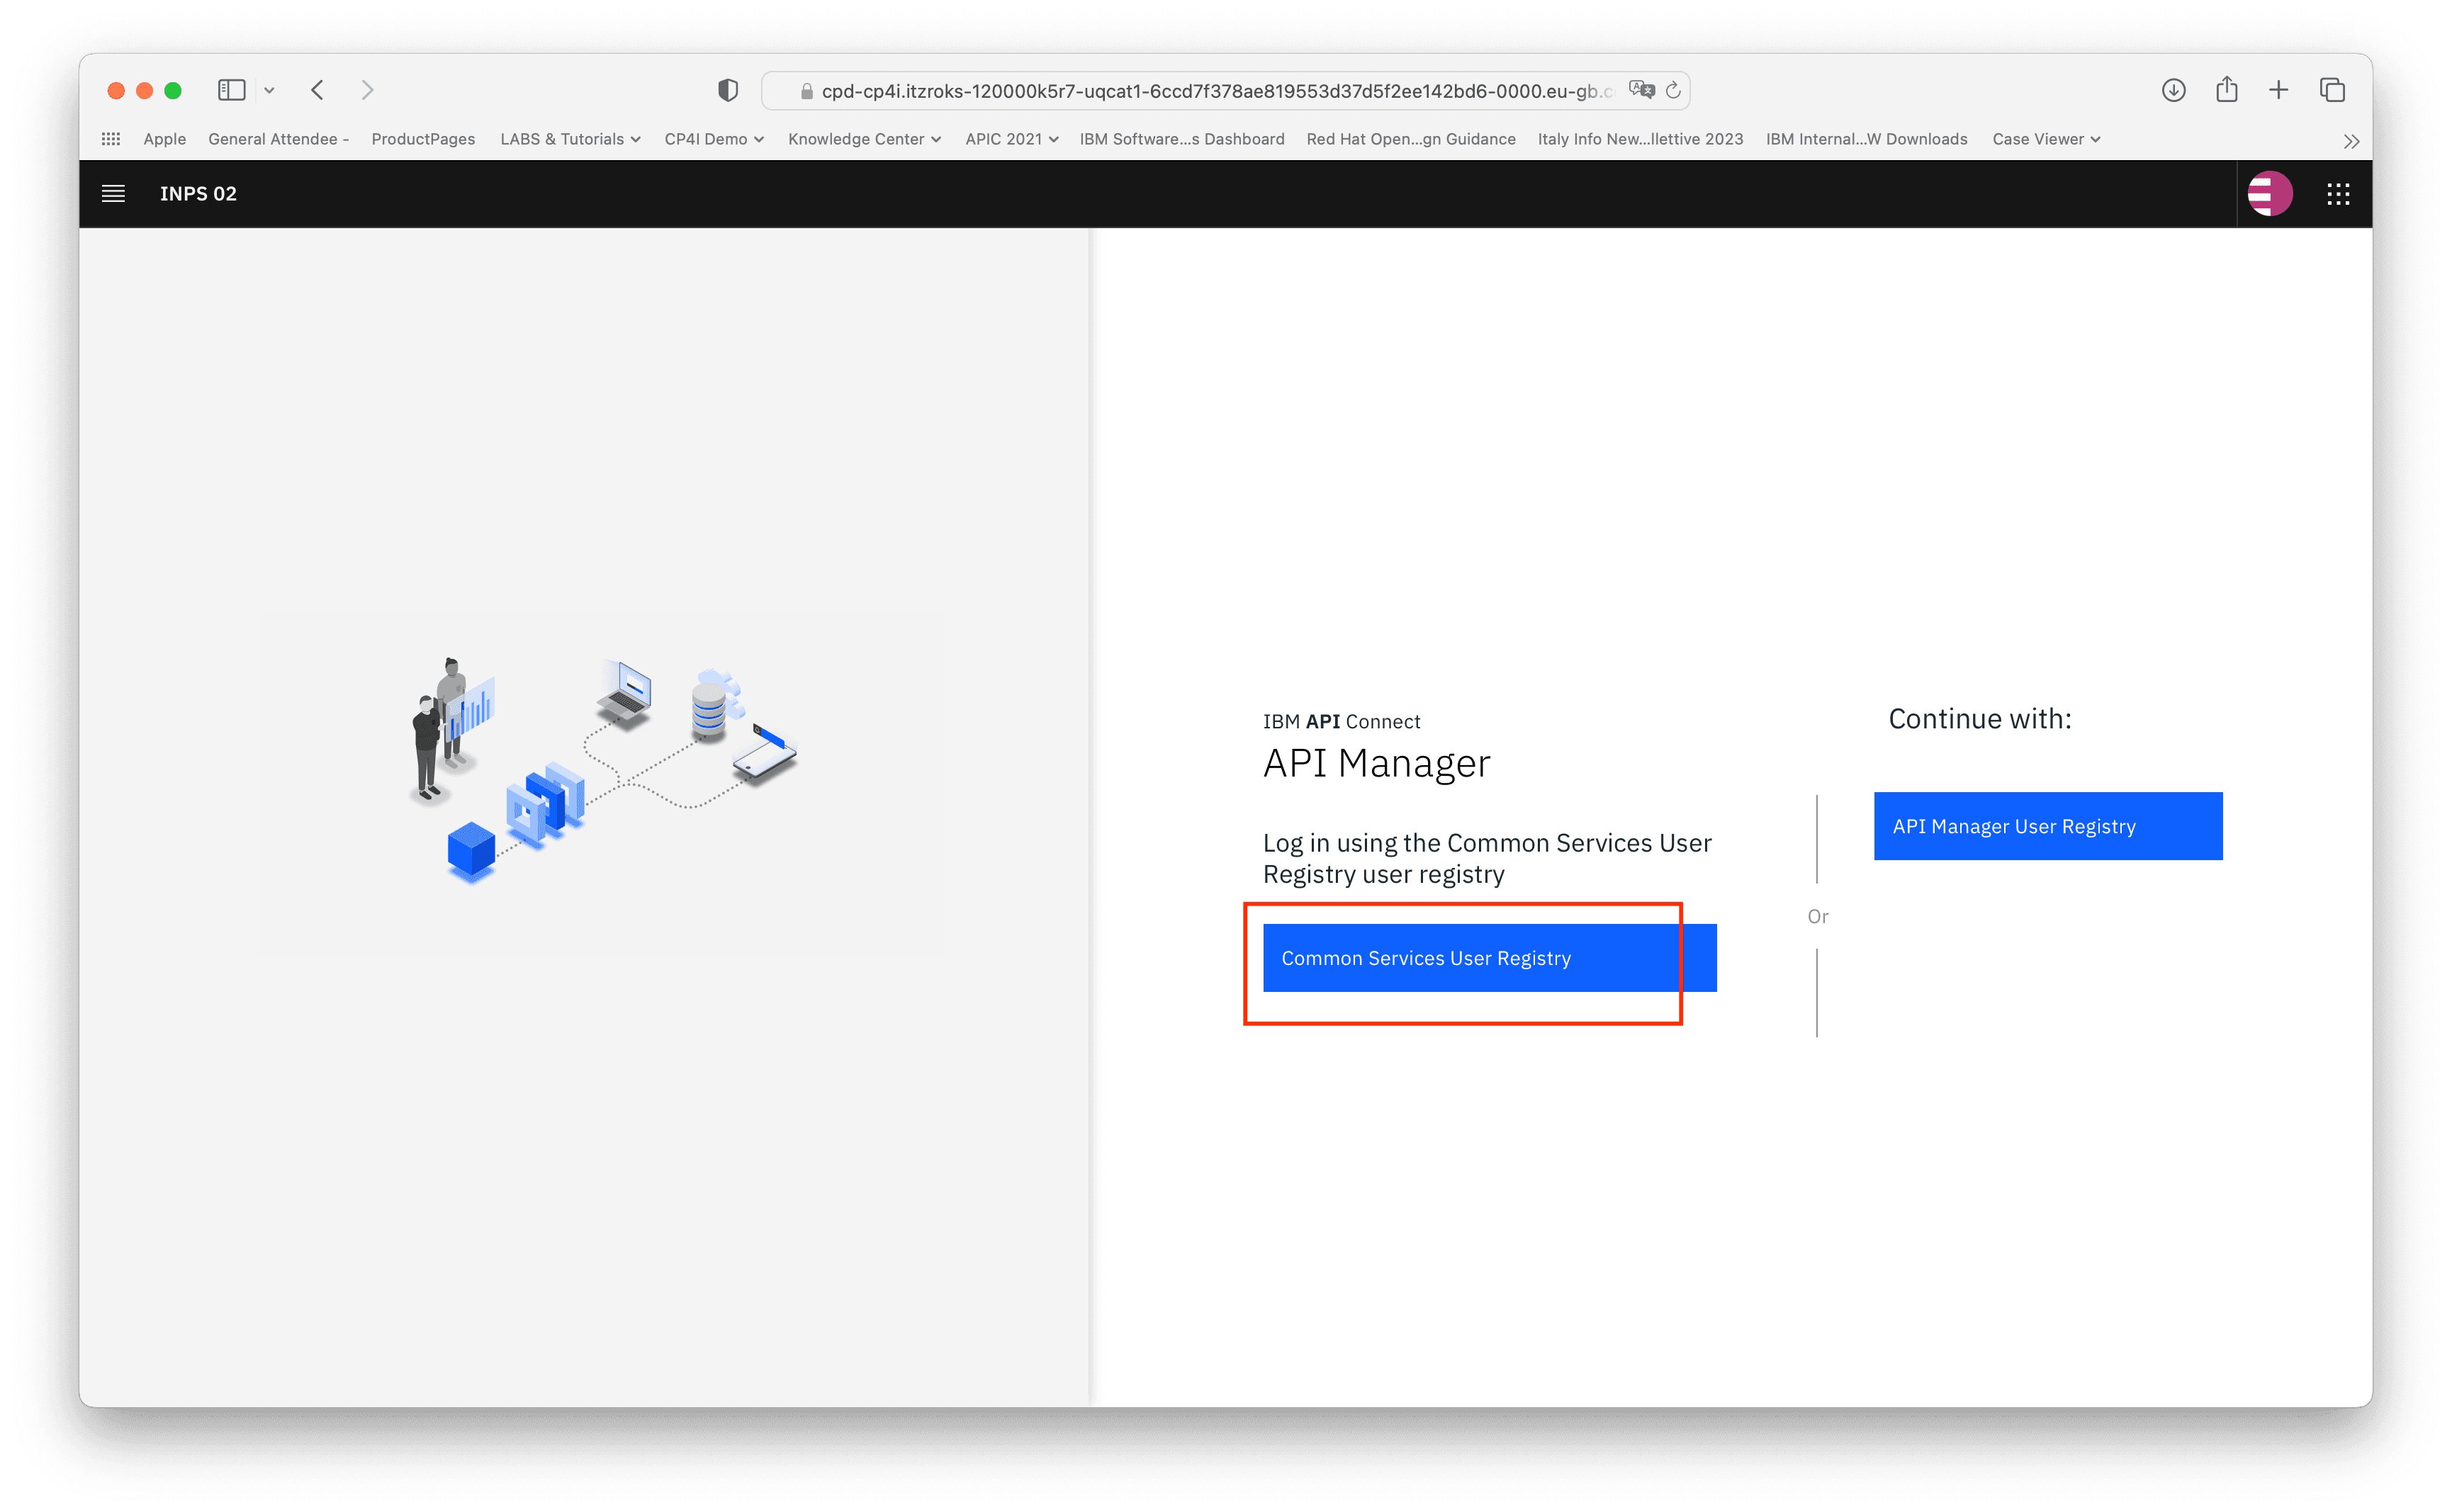 cpd-cp4i.itzroks-120000k5r7-uqcat1-6ccd7f378ae819553d37d5f2ee142bd6-0000.eu-gb.c
Apple General Attendee - ProductPages LABS & Tutorials CP4I Demo Knowledge Center APIC 2021 IBM Software...s Dashboard Red Hat Open...gn Guidance Italy Info New...llettive 2023 IBM Internal...W Downloads Case Viewer
INPS 02
IBM API Connect
API Manager
Log in using the Common Services User
Registry user registry
Common Services User Registry
Or
Continue with:
API Manager User Registry